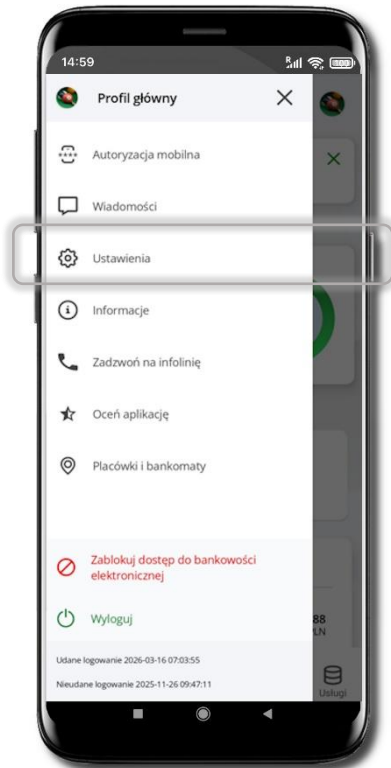 14:59
R
Profil główny
Autoryzacja mobilna
Wiadomości
Ustawienia
Informacje
Zadzwoń na infolinię
Oceń aplikację
Placówki i bankomaty
Zablokuj dostęp do bankowości
elektronicznej
Wyloguj
88
PLN
Udane logowanie 2026-03-16 07:03:55
Nieudane logowanie 2025-11-26 09:47:11
Usługi